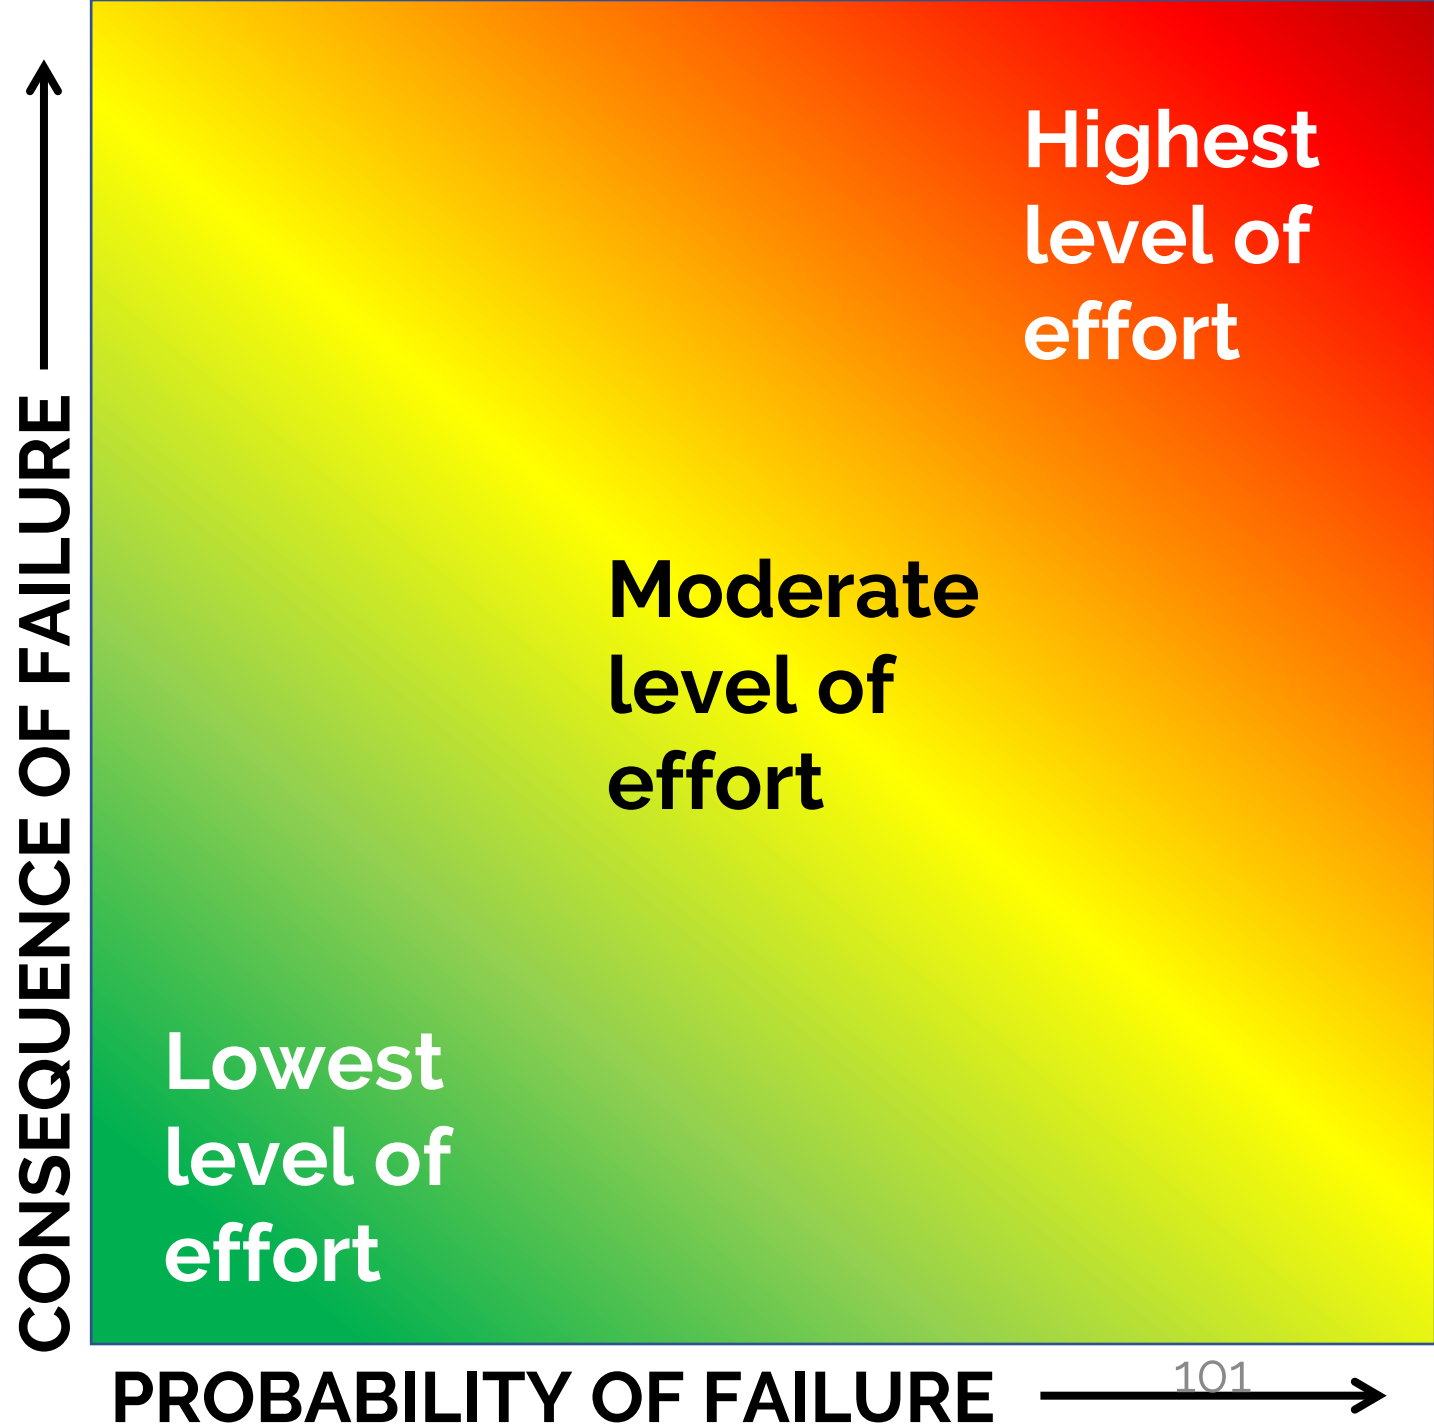 CONSEQUENCE OF FAILURE
Highest
level of
effort
Moderate
level of
effort
Lowest
level of
effort
PROBABILITY OF FAILURE
101